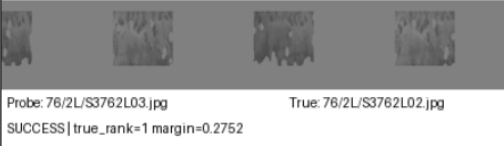 Probe: 76/2L/S3762L03.jpg True: 76/2L/S3762L02.jpg
SUCCESS | true_rank=1 margin=0.2752